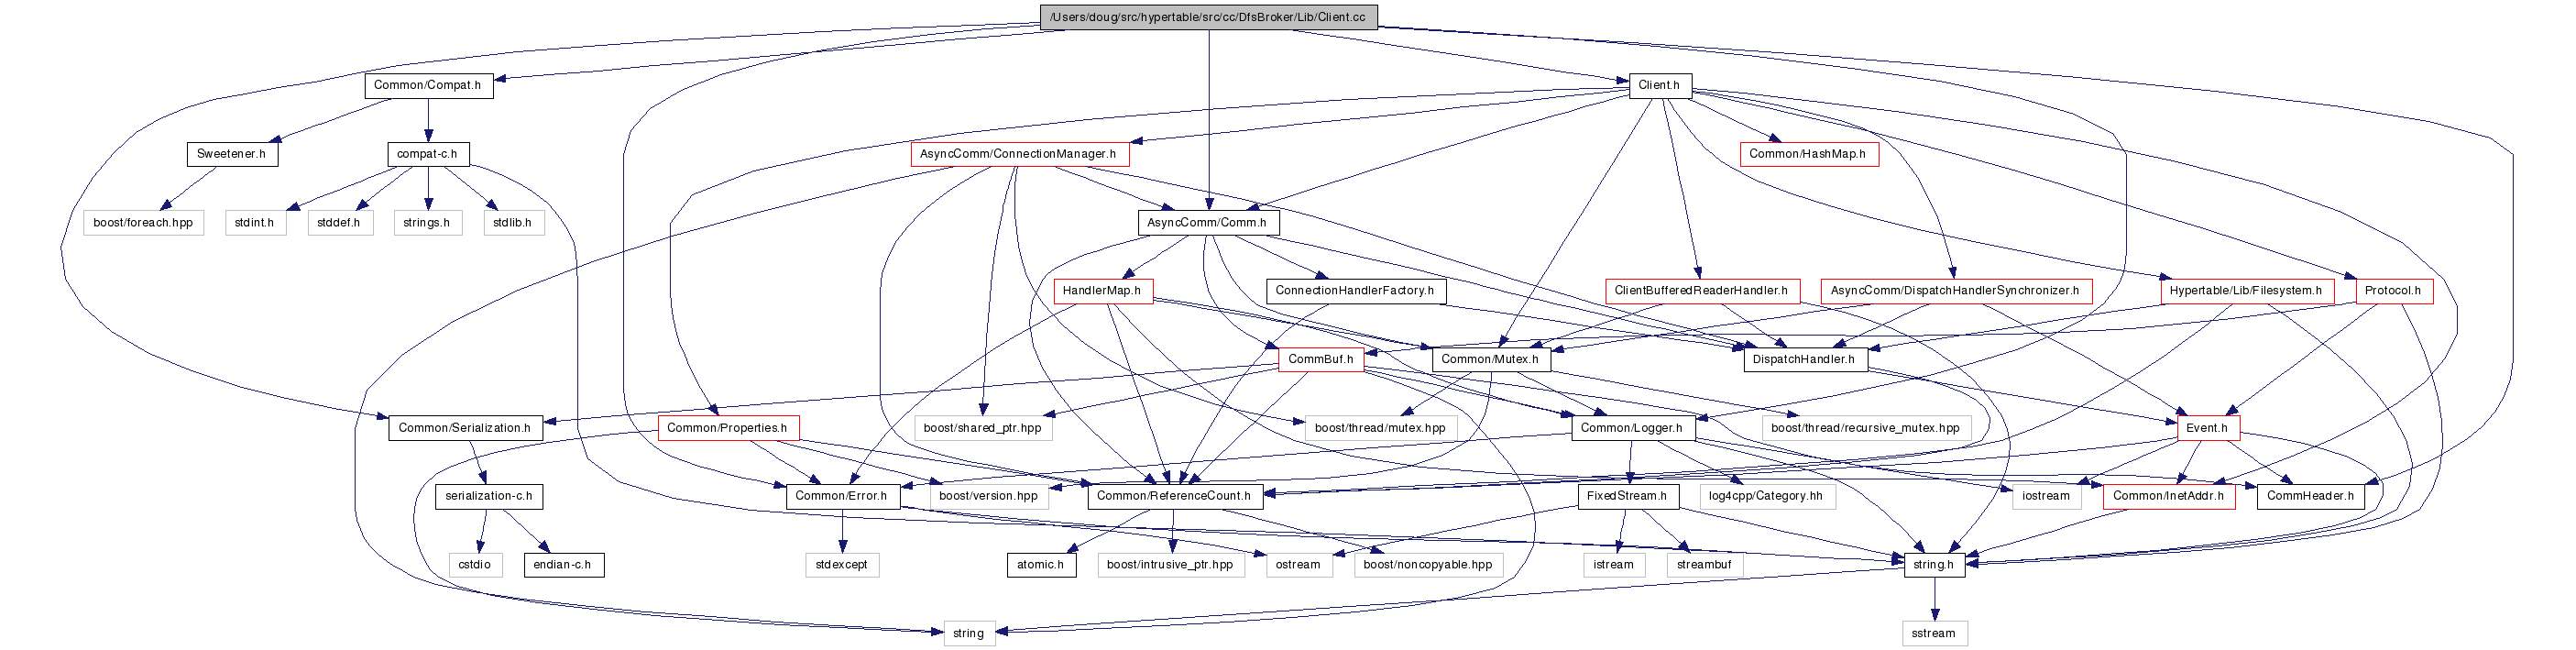 /Users/doug/src/hypertable/src/cc/DfsBroker/Lib/Client.cc
Common/Compat.h
Client.h
Sweetener.h
compat-c.h
AsyncComm/ConnectionManager.h
Common/HashMap.h
boost/foreach.hpp
stdint.h
stddef.h
strings.h
stdlib.h
AsyncComm/Comm.h
HandlerMap.h
ConnectionHandlerFactory.h
ClientBufferedReaderHandler.h
AsyncComm/DispatchHandlerSynchronizer.h
Hypertable/Lib/Filesystem.h
Protocol.h
CommBuf.h
Common/Mutex.h
DispatchHandler.h
Common/Serialization.h
Common/Properties.h
boost/shared_ptr.hpp
boost/thread/mutex.hpp
Common/Logger.h
boost/thread/recursive_mutex.hpp
Event.h
serialization-c.h
Common/Error.h
boost/version.hpp
Common/ReferenceCount.h
FixedStream.h
log4cpp/Category.hh
iostream
Common/InetAddr.h
CommHeader.h
cstdio
endian-c.h
stdexcept
atomic.h
boost/intrusive_ptr.hpp
ostream
boost/noncopyable.hpp
istream
streambuf
string.h
string
sstream